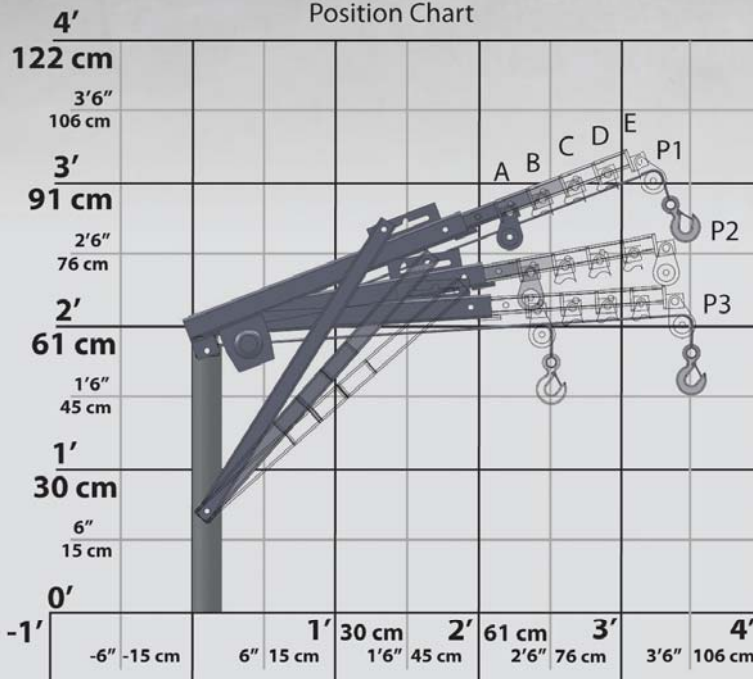 Position Chart
4’
122 cm
3’6”
106 cm
3’
91 cm
2’6”
76 cm
2’
61 cm
1’6”
45 cm
1’
30 cm
6”
15 cm
0’
A B C D E P1
P2
P3
-1’ 1’ 30 cm 2’ 61 cm 3’ 4’
-6” -15 cm 6” 15 cm 1’6” 45 cm 2’6” 76 cm 3’6” 106 cm